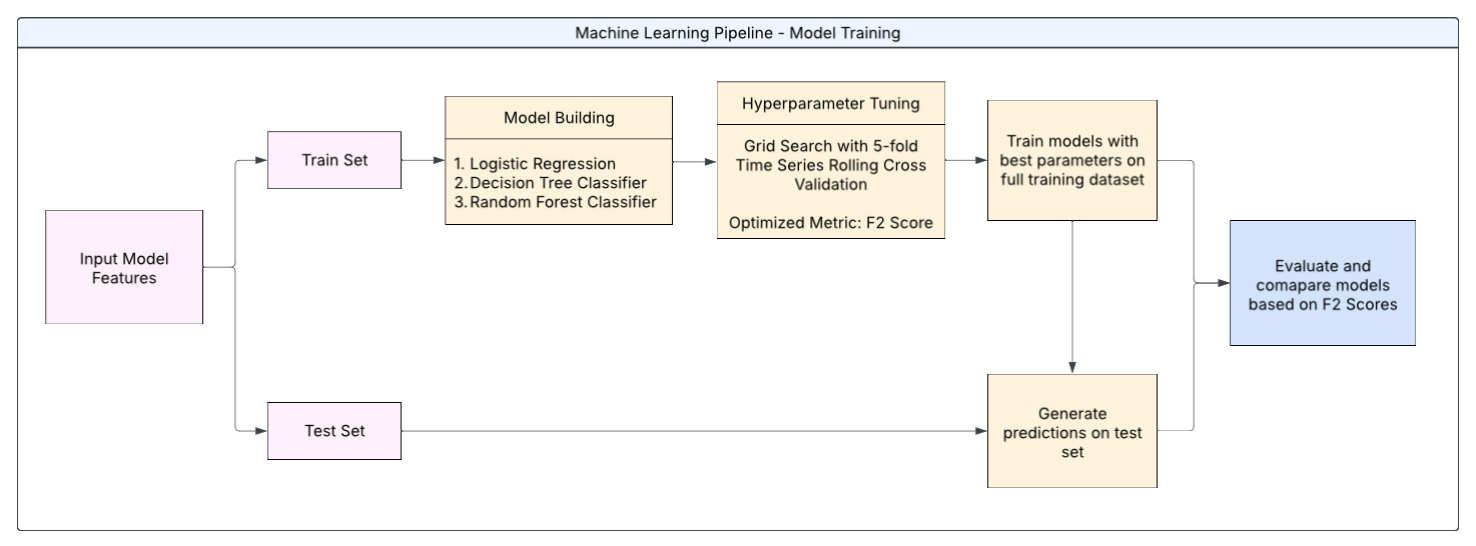 Machine Learning Pipeline - Model Training
Input Model
Features
Train Set
Model Building
1. Logistic Regression
2. Decision Tree Classifier
3. Random Forest Classifier
Hyperparameter Tuning
Grid Search with 5-fold
Time Series Rolling Cross
Validation
Optimized Metric: F2 Score
Train models with
best parameters on
full training dataset
Test Set
Generate
predictions on test
set
Evaluate and
comapare models
based on F2 Scores